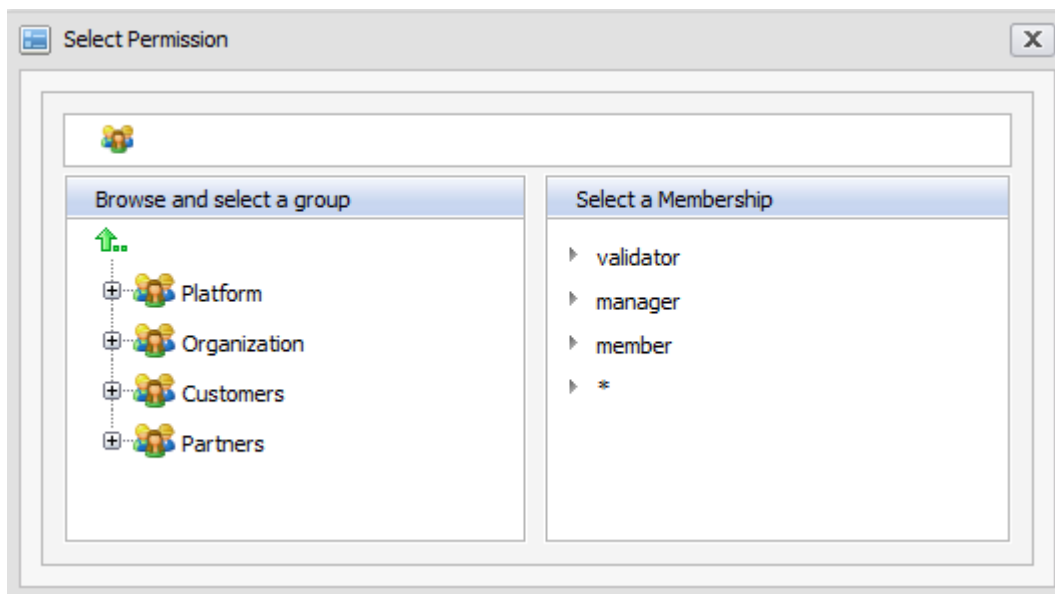 Select Permission
X
Browse and select a group
Select a Membership
..
Platform
Organization
Customers
Partners
validator
manager
member
*